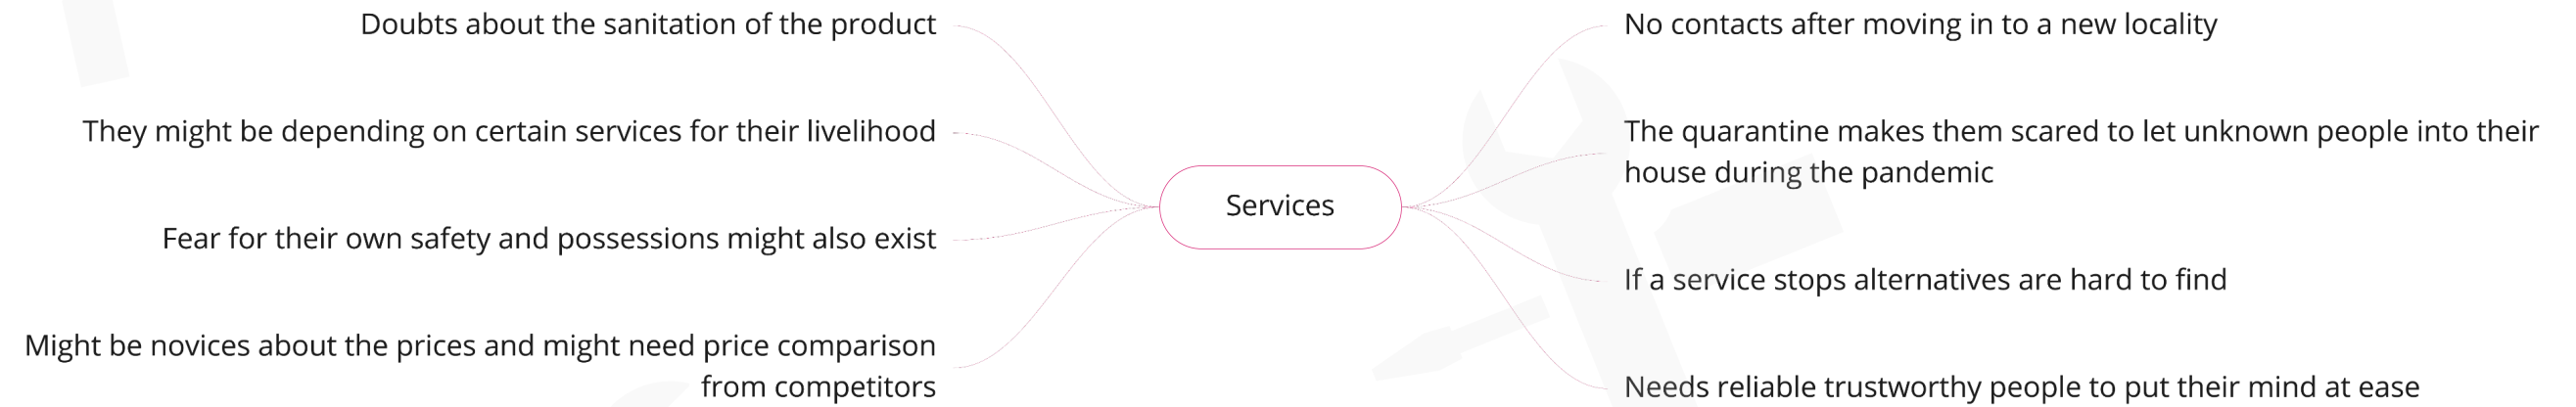 Doubts about the sanitation of the product
They might be depending on certain services for their livelihood
Fear for their own safety and possessions might also exist
Might be novices about the prices and might need price comparison
from competitors
Services
No contacts after moving in to a new locality
The quarantine makes them scared to let unknown people into their
house during the pandemic
If a service stops alternatives are hard to find
Needs reliable trustworthy people to put their mind at ease